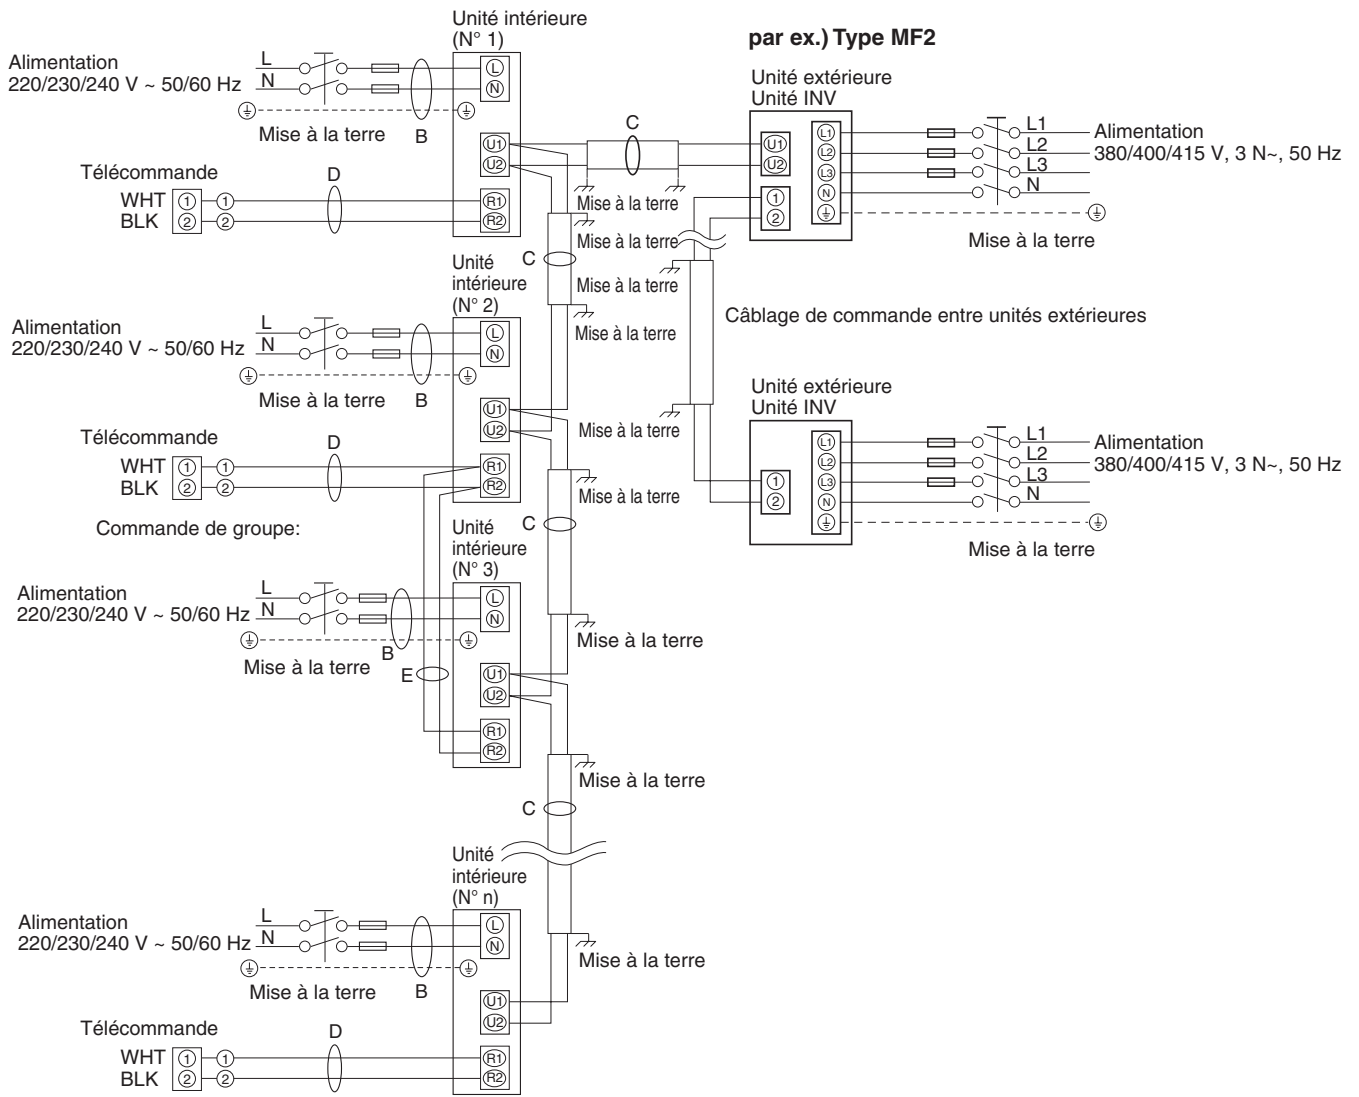 Unité intérieure
(N° 1)
Alimentation
220/230/240 V ~ 50/60 Hz
L
N
L
N
Mise à la terre
B
U1
U2
Télécommande
D
WHT
1
1
R1
BLK
2
2
R2
C
Mise à la terre
Mise à la terre
C
Mise à la terre
Mise à la terre
par ex.) Type MF2
Unité extérieure
Unité INV
U1
U2
1
2
L1
L2
L3
N
L1
L2
L3
N
Alimentation
380/400/415 V, 3 N~, 50 Hz
Mise à la terre
Câblage de commande entre unités extérieures
Unité
intérieure
(N° 2)
Alimentation
220/230/240 V ~ 50/60 Hz
L
N
L
N
Mise à la terre
B
U1
U2
Télécommande
D
WHT
1
1
R1
BLK
2
2
R2
Mise à la terre
Mise à la terre
C
Unité extérieure
Unité INV
1
2
L1
L2
L3
N
L1
L2
L3
N
Alimentation
380/400/415 V, 3 N~, 50 Hz
Mise à la terre
Commande de groupe:
Unité
intérieure
(N° 3)
Alimentation
220/230/240 V ~ 50/60 Hz
L
N
L
N
Mise à la terre
B
E
U1
U2
R1
R2
Mise à la terre
Mise à la terre
C
Unité
intérieure
(N° n)
Alimentation
220/230/240 V ~ 50/60 Hz
L
N
L
N
Mise à la terre
B
Mise à la terre
U1
U2
Télécommande
D
WHT
1
1
R1
BLK
2
2
R2